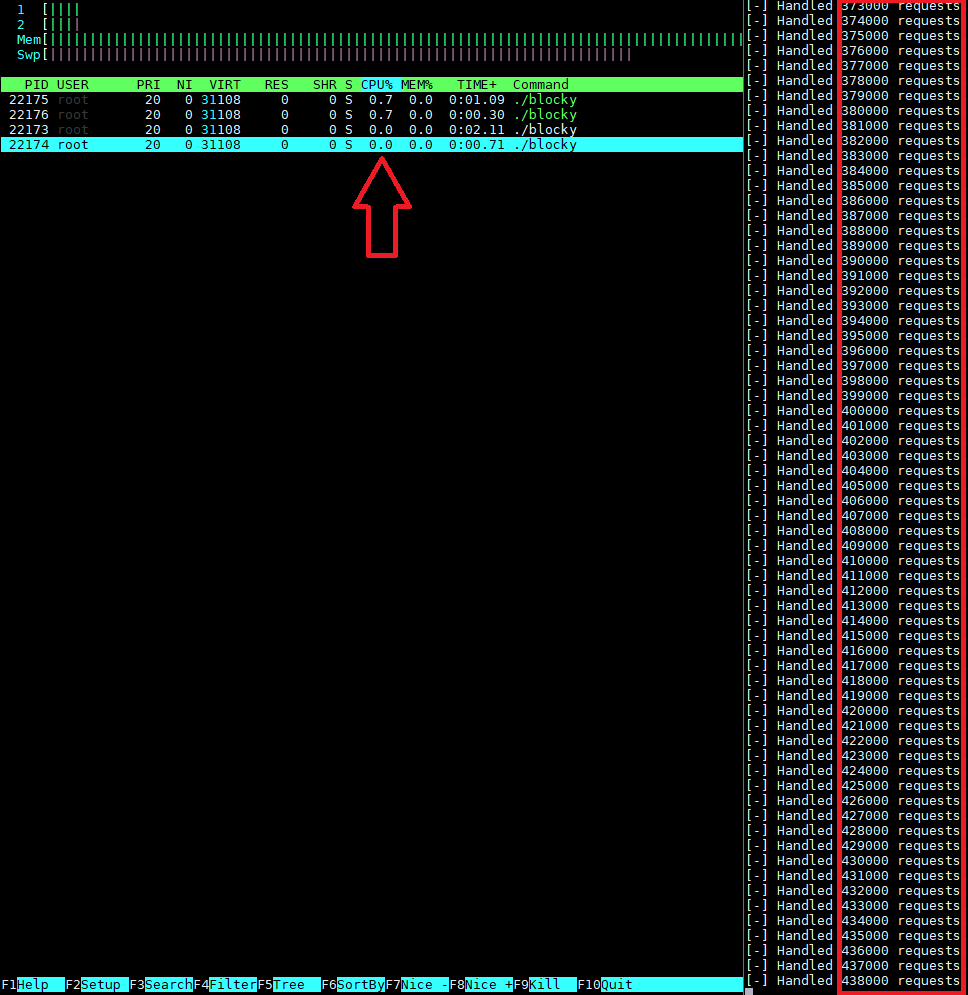 1 [||||
2 [||||
Mem[|||||||||||||||||||||||||||||||||||||||||||||||||||||||||||||||||||||||||||||||||||||||
Swp[||||||||||||||||||||||||||||||||||||||||||||||||||||||||||||||||||||||||||
PID USER PRI NI VIRT RES SHR S CPU% MEM% TIME+ Command
22175 root 20 0 31108 0 0 S 0.7 0.0 0:01.09 ./blocky
22176 root 20 0 31108 0 0 S 0.7 0.0 0:00.30 ./blocky
22173 root 20 0 31108 0 0 S 0.0 0.0 0:02.11 ./blocky
22174 root 20 0 31108 0 0 S 0.0 0.0 0:00.71 ./blocky
F1Help F2Setup F3SearchF4FilterF5Tree F6SortByF7Nice -F8Nice +F9Kill F10Quit
[-] Handled 373000 requests
[-] Handled 374000 requests
[-] Handled 375000 requests
[-] Handled 376000 requests
[-] Handled 377000 requests
[-] Handled 378000 requests
[-] Handled 379000 requests
[-] Handled 380000 requests
[-] Handled 381000 requests
[-] Handled 382000 requests
[-] Handled 383000 requests
[-] Handled 384000 requests
[-] Handled 385000 requests
[-] Handled 386000 requests
[-] Handled 387000 requests
[-] Handled 388000 requests
[-] Handled 389000 requests
[-] Handled 390000 requests
[-] Handled 391000 requests
[-] Handled 392000 requests
[-] Handled 393000 requests
[-] Handled 394000 requests
[-] Handled 395000 requests
[-] Handled 396000 requests
[-] Handled 397000 requests
[-] Handled 398000 requests
[-] Handled 399000 requests
[-] Handled 400000 requests
[-] Handled 401000 requests
[-] Handled 402000 requests
[-] Handled 403000 requests
[-] Handled 404000 requests
[-] Handled 405000 requests
[-] Handled 406000 requests
[-] Handled 407000 requests
[-] Handled 408000 requests
[-] Handled 409000 requests
[-] Handled 410000 requests
[-] Handled 411000 requests
[-] Handled 412000 requests
[-] Handled 413000 requests
[-] Handled 414000 requests
[-] Handled 415000 requests
[-] Handled 416000 requests
[-] Handled 417000 requests
[-] Handled 418000 requests
[-] Handled 419000 requests
[-] Handled 420000 requests
[-] Handled 421000 requests
[-] Handled 422000 requests
[-] Handled 423000 requests
[-] Handled 424000 requests
[-] Handled 425000 requests
[-] Handled 426000 requests
[-] Handled 427000 requests
[-] Handled 428000 requests
[-] Handled 429000 requests
[-] Handled 430000 requests
[-] Handled 431000 requests
[-] Handled 432000 requests
[-] Handled 433000 requests
[-] Handled 434000 requests
[-] Handled 435000 requests
[-] Handled 436000 requests
[-] Handled 437000 requests
[-] Handled 438000 requests